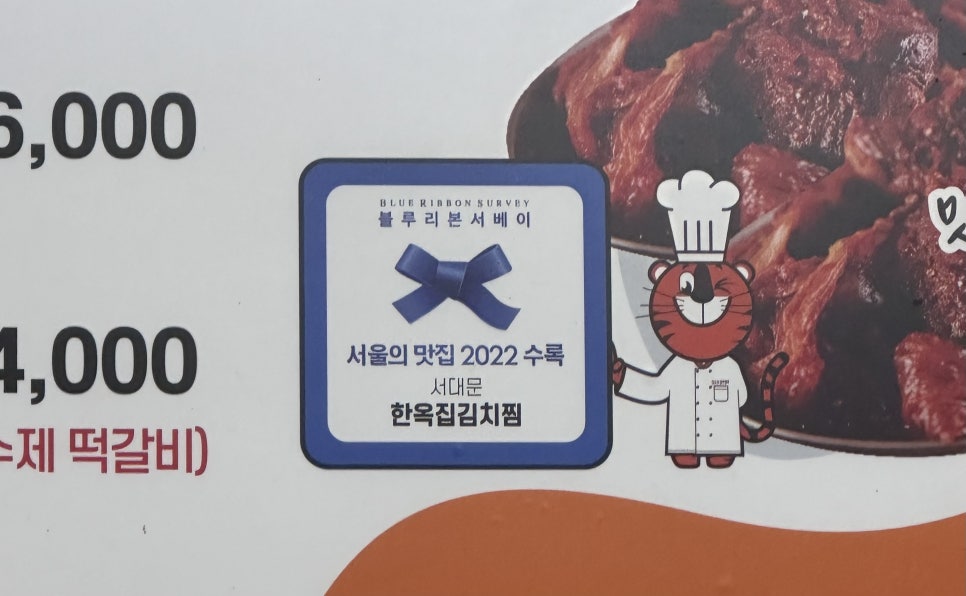 6,000
BLUE RIBBON SURVEY
블루리본서베이
서울의 맛집 2022 수록
서대문
한옥집김치찜
4,000
수제 떡갈비)